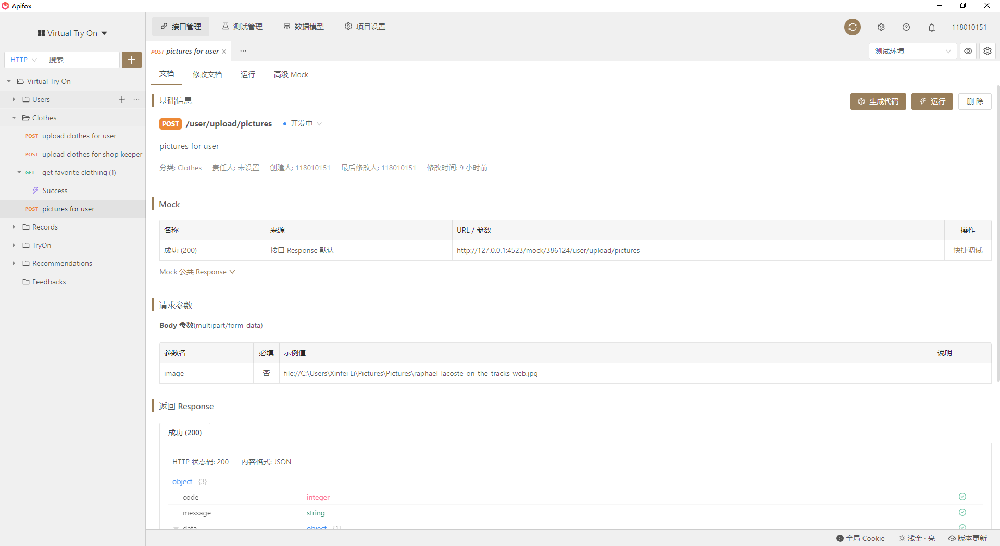 Apifox
Virtual Try On
接口管理
测试管理
数据模型
项目设置
118010151
HTTP
搜索
POST pictures for user
测试环境
文档
修改文档
运行
高级 Mock
Virtual Try On
Users
Clothes
POST upload clothes for user
POST upload clothes for shop keeper
GET get favorite clothing (1)
Success
POST pictures for user
Records
TryOn
Recommendations
Feedbacks
基础信息
生成代码
运行
删 除
POST /user/upload/pictures
开发中
pictures for user
分类: Clothes 责任人: 未设置 创建人: 118010151 最后修改人: 118010151 修改时间: 9 小时前
Mock
名称 来源 URL / 参数 操作
成功 (200) 接口 Response 默认 http://127.0.0.1:4523/mock/386124/user/upload/pictures 快捷调试
Mock 公共 Response
请求参数
Body 参数(multipart/form-data)
参数名 必填 示例值 说明
image 否 file://C:\Users\Xinfei Li\Pictures\Pictures\raphael-lacoste-on-the-tracks-web.jpg
返回 Response
成功 (200)
HTTP 状态码: 200 内容格式: JSON
object {3}
code integer
message string
data object {1}
全局 Cookie 浅金 · 亮 版本更新